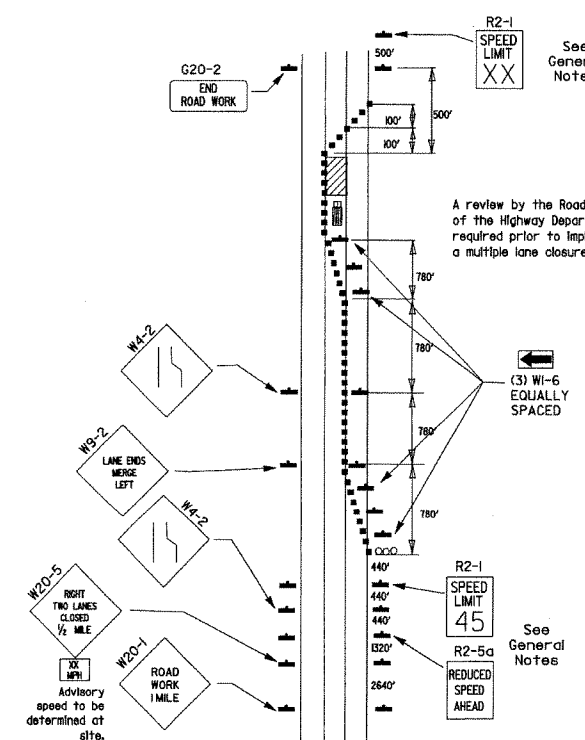 R2-1
SPEED
LIMIT
XX
See
General
Notes
500'
G20-2
END
ROAD WORK
100'
100'
500'
A review by the Road
of the Highway Depar
required prior to impl
a multiple lane closure
780'
780'
780'
780'
(3) W1-6
EQUALLY
SPACED
W4-2
W9-2
LANE ENDS
MERGE
LEFT
W4-2
440'
440'
440'
1320'
2640'
R2-1
SPEED
LIMIT
45
See
General
Notes
R2-5a
REDUCED
SPEED
AHEAD
W20-5
RIGHT
TWO LANES
CLOSED
1/2 MILE
XX
MPH
Advisory
speed to be
determined at
site.
W20-1
ROAD
WORK
1 MILE